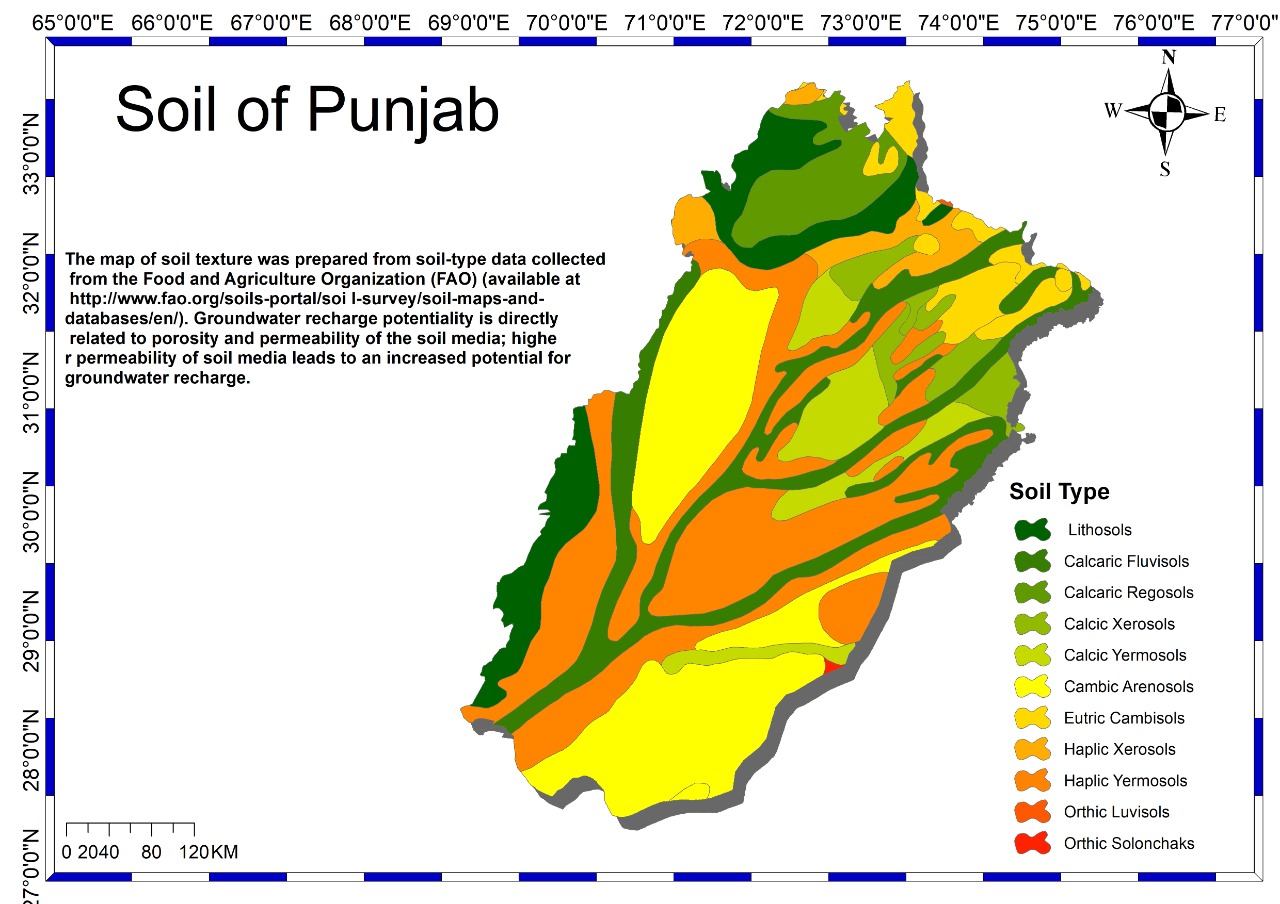 65°0'0"E 66°0'0"E 67°0'0"E 68°0'0"E 69°0'0"E 70°0'0"E 71°0'0"E 72°0'0"E 73°0'0"E 74°0'0"E 75°0'0"E 76°0'0"E 77°0'0"
Soil of Punjab
N
W E
S
33°0'0"N
32°0'0"N
31°0'0"N
30°0'0"N
29°0'0"N
28°0'0"N
27°0'0"N
The map of soil texture was prepared from soil-type data collected
from the Food and Agriculture Organization (FAO) (available at
http://www.fao.org/soils-portal/soi l-survey/soil-maps-and-
databases/en/). Groundwater recharge potentiality is directly
related to porosity and permeability of the soil media; highe
r permeability of soil media leads to an increased potential for
groundwater recharge.
Soil Type
Lithosols
Calcaric Fluvisols
Calcaric Regosols
Calcic Xerosols
Calcic Yermosols
Cambic Arenosols
Eutric Cambisols
Haplic Xerosols
Haplic Yermosols
Orthic Luvisols
Orthic Solonchaks
0 2040 80 120KM